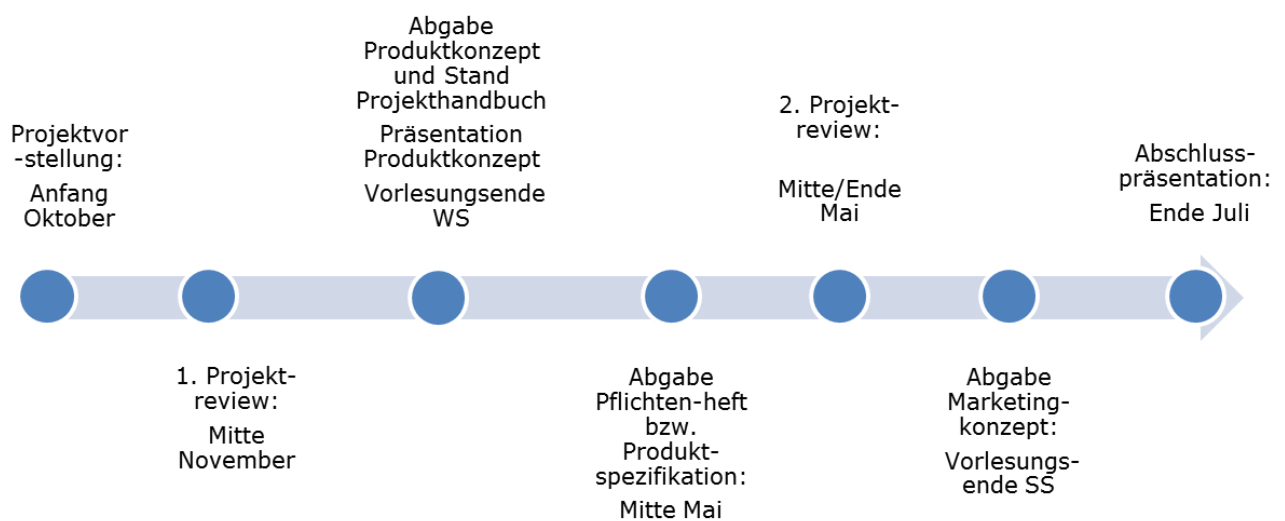 Projektvor
-stellung:
Anfang
Oktober
1. Projekt-
review:
Mitte
November
Abgabe
Produktkonzept
und Stand
Projekthandbuch
Präsentation
Produktkonzept
Vorlesungsende
WS
Abgabe
Pflichten-heft
bzw.
Produkt-
spezifikation:
Mitte Mai
2. Projekt-
review:
Mitte/Ende
Mai
Abgabe
Marketing-
konzept:
Vorlesungs-
ende SS
Abschluss-
präsentation:
Ende Juli